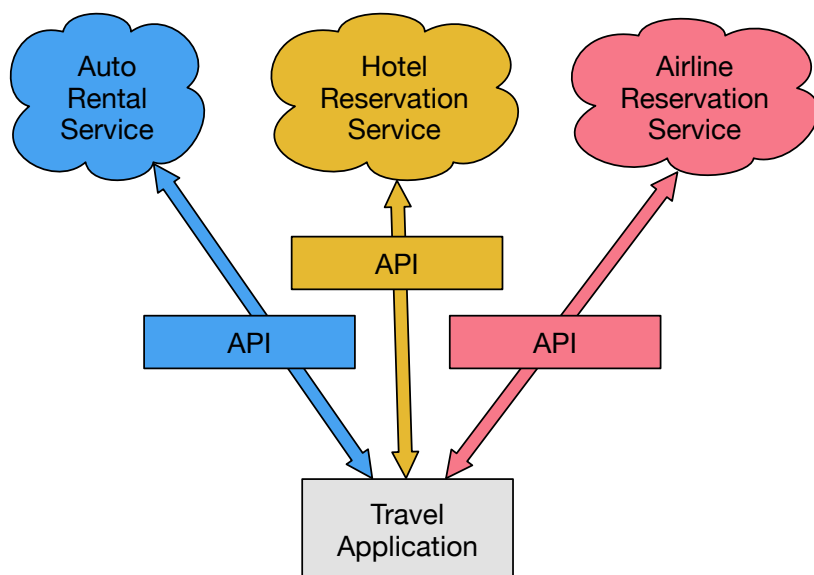 Auto
Rental
Service
Hotel
Reservation
Service
Airline
Reservation
Service
API
API
API
Travel
Application